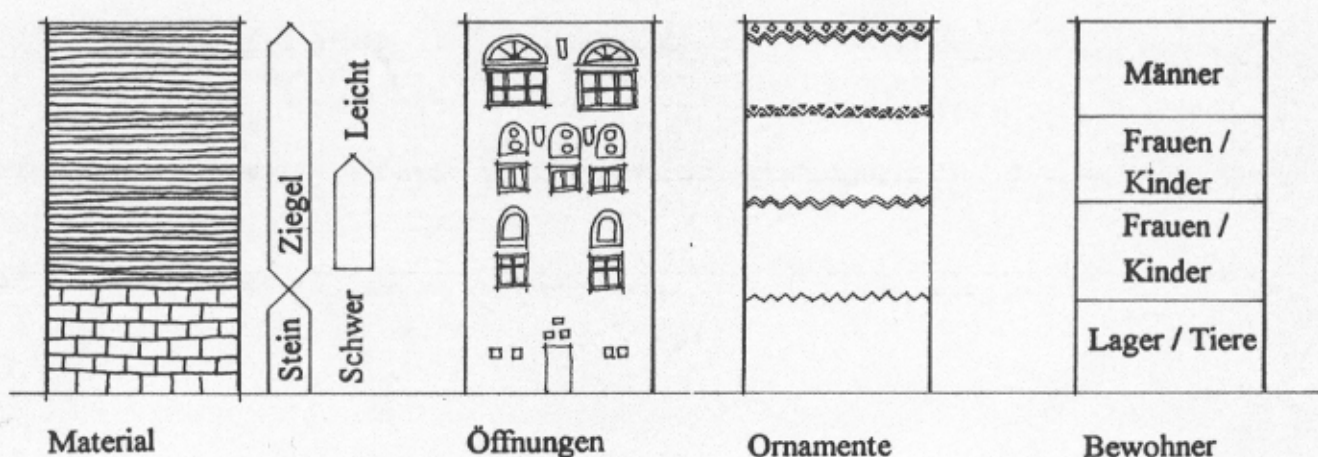 Stein
Ziegel
Schwer
Leicht
Männer
Frauen /
Kinder
Frauen /
Kinder
Lager / Tiere
Material
Öffnungen
Ornamente
Bewohner